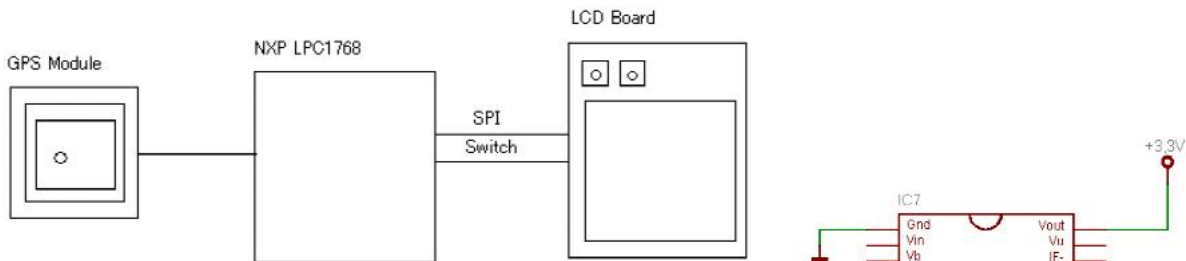 LCD Board
NXP LPC1768
GPS Module
SPI
Switch
+3,3V
IC7
Gnd
Vout
Vin
Vu
Vb
IF-